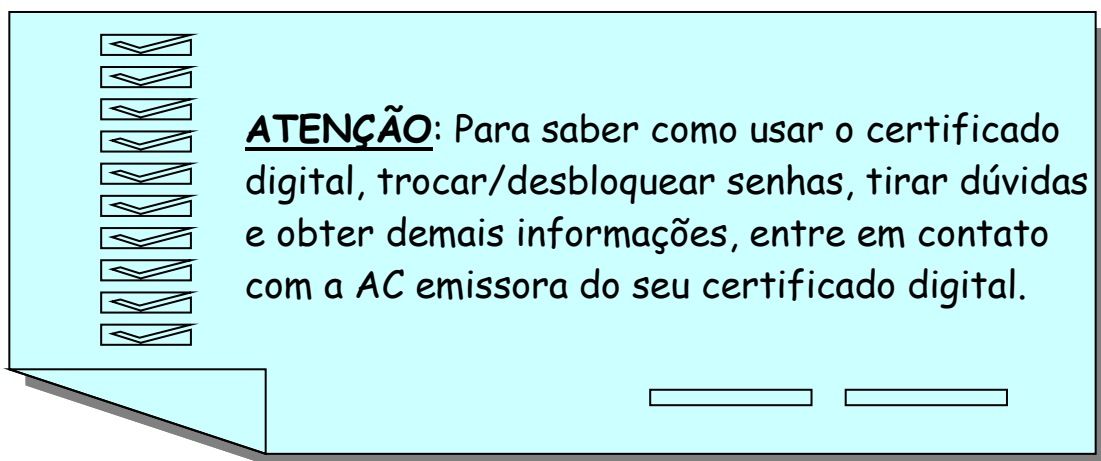 ATENÇÃO: Para saber como usar o certificado
digital, trocar/desbloquear senhas, tirar dúvidas
e obter demais informações, entre em contato
com a AC emissora do seu certificado digital.